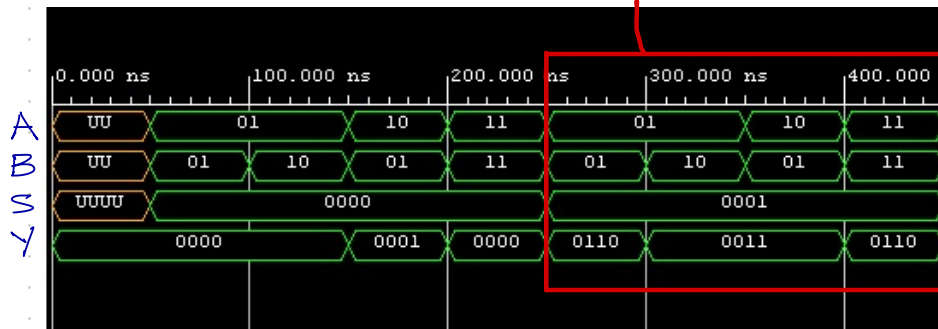 0.000 ns 100.000 ns 200.000 ns 300.000 ns 400.000
A UU 01 10 11 01 10 11
B UU 01 10 01 11 01 10 01 11
S UUUU 0000 0001
Y 0000 0001 0000 0110 0011 0110